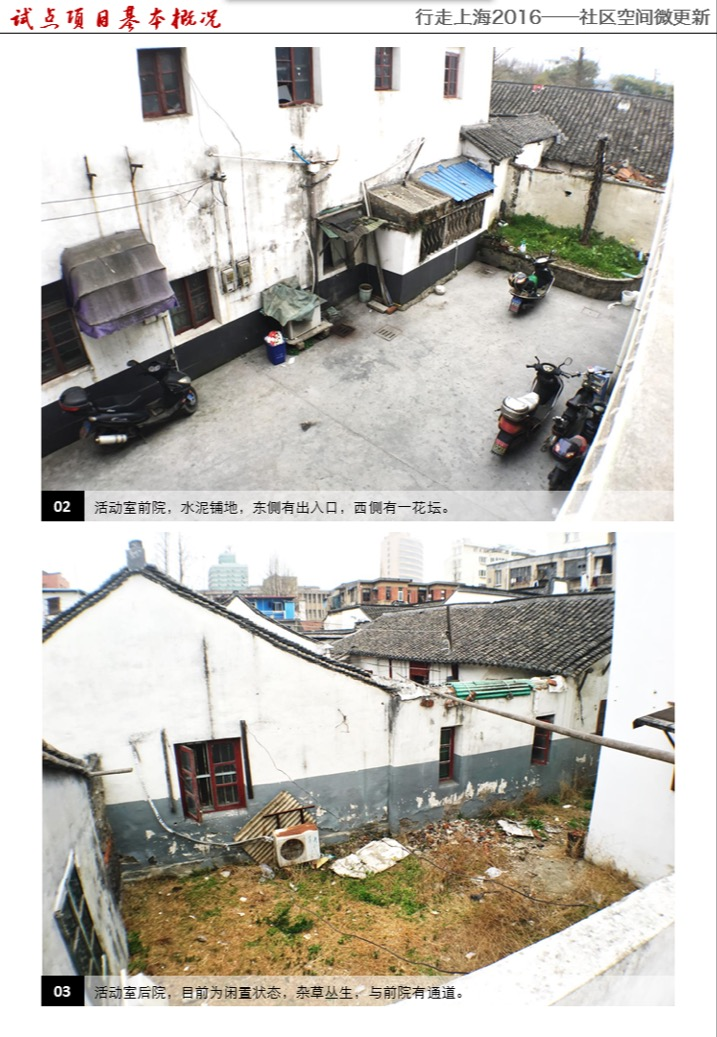 试点项目基本概况
行走上海2016——社区空间微更新
02 活动室前院，水泥铺地，东侧有出入口，西侧有一花坛。
03 活动室后院，目前为闲置状态，杂草丛生，与前院有通道。